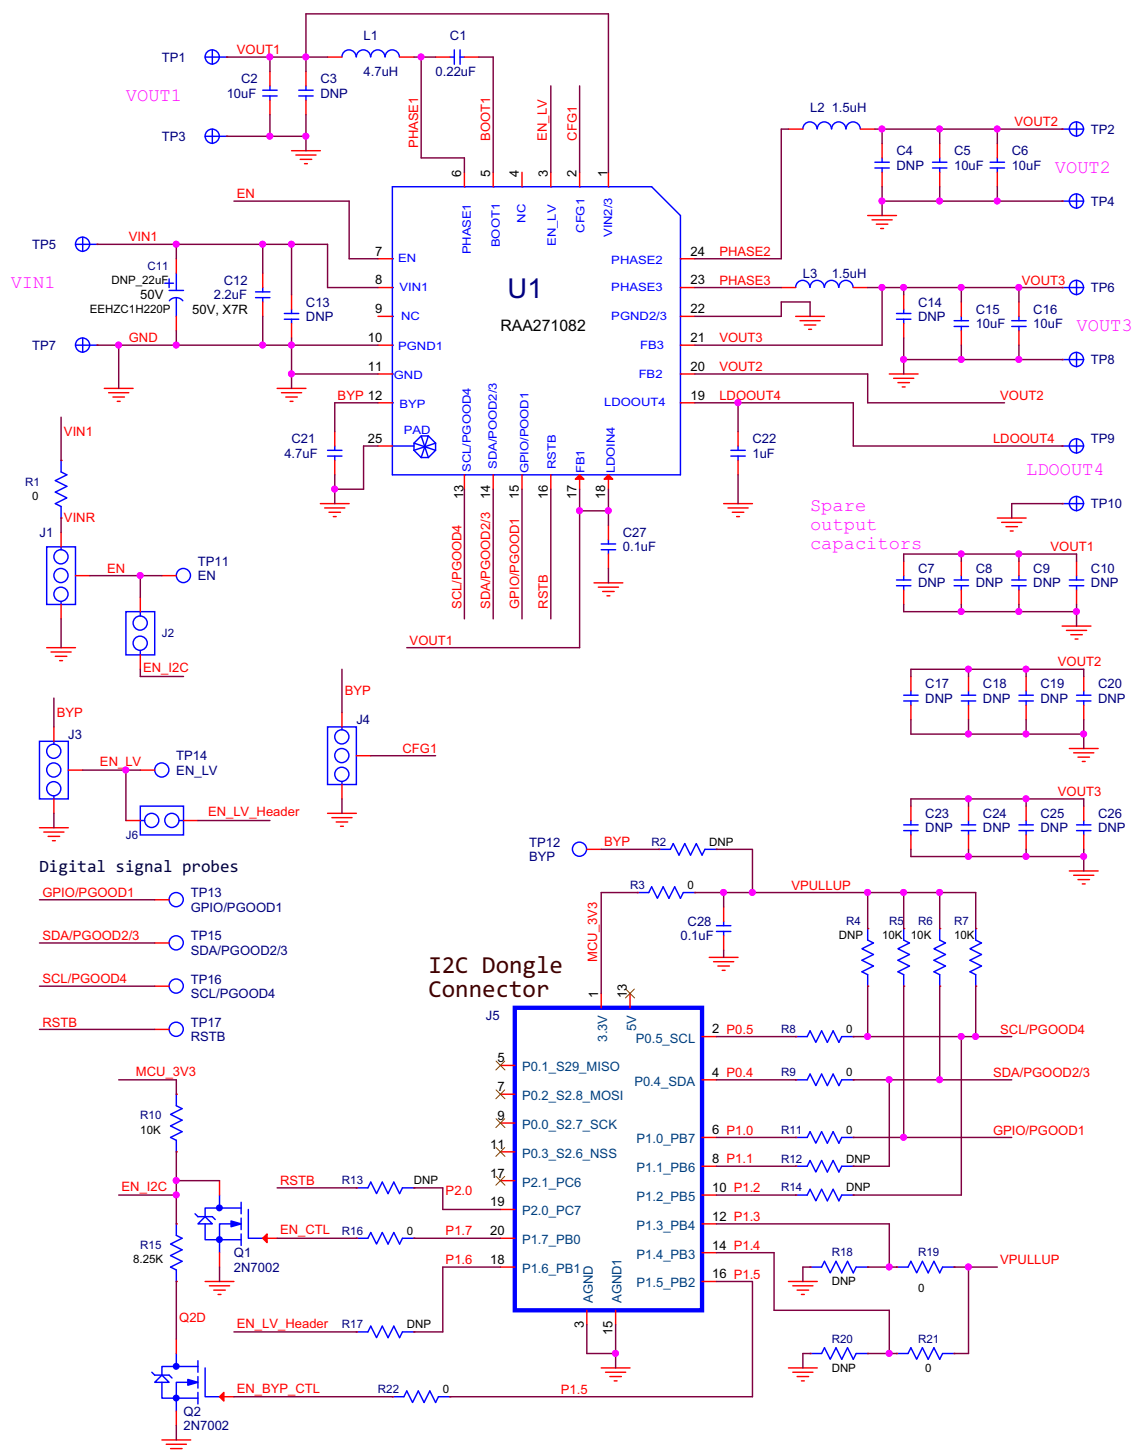 TP1
VOUT1
L1
4.7uH
C1
0.22uF
C2
10uF
C3
DNP
VOUT1
TP3
PHASE1
BOOT1
EN_LV
CFG1
L2 1.5uH
VOUT2
TP2
C4
DNP
C5
10uF
C6
10uF
VOUT2
TP4
6
5
4
3
2
1
PHASE1
BOOT1
NC
EN_LV
CFG1
VIN2/3
EN
TP5
VIN1
VIN1
C11
DNP_22uF
50V
EEHZC1H220P
C12
2.2uF
50V, X7R
C13
DNP
TP7
GND
7
EN
8
VIN1
9
NC
10
PGND1
11
GND
BYP
12
BYP
25
PAD
C21
4.7uF
U1
RAA271082
PHASE2
24
PHASE2
PHASE3
23
PHASE3
PGND2/3
22
FB3
21
VOUT3
FB2
20
VOUT2
LDOOUT4
19
LDOOUT4
L3
1.5uH
VOUT3
TP6
C14
DNP
C15
10uF
C16
10uF
VOUT3
TP8
VOUT2
C22
1uF
LDOOUT4
TP9
LDOOUT4
TP10
SCL/PGOOD4
SDA/POOD2/3
GPIO/POOD1
RSTB
FB1
LDOIN4
13
14
15
16
17
18
SCL/PGOOD4
SDA/PGOOD2/3
GPIO/PGOOD1
RSTB
C27
0.1uF
VOUT1
VIN1
R1
0
VINR
J1
EN
TP11
EN
J2
EN_I2C
Spare
output
capacitors
VOUT1
C7
DNP
C8
DNP
C9
DNP
C10
DNP
VOUT2
C17
DNP
C18
DNP
C19
DNP
C20
DNP
VOUT3
C23
DNP
C24
DNP
C25
DNP
C26
DNP
BYP
J3
EN_LV
TP14
EN_LV
EN_LV_Header
J6
BYP
J4
CFG1
Digital signal probes
GPIO/PGOOD1
TP13
GPIO/PGOOD1
SDA/PGOOD2/3
TP15
SDA/PGOOD2/3
SCL/PGOOD4
TP16
SCL/PGOOD4
RSTB
TP17
RSTB
TP12
BYP
BYP
R2
DNP
R3
0
VPULLUP
MCU_3V3
C28
0.1uF
R4
DNP
R5
10K
R6
10K
R7
10K
I2C Dongle
Connector
J5
1
13
3.3V
5V
5
P0.1_S29_MISO
7
P0.2_S2.8_MOSI
9
P0.0_S2.7_SCK
11
P0.3_S2.6_NSS
17
P2.1_PC6
19
P2.0_PC7
20
P1.7_PB0
18
P1.6_PB1
P0.5_SCL
2
P0.5
R8
0
SCL/PGOOD4
P0.4_SDA
4
P0.4
R9
0
SDA/PGOOD2/3
P1.0_PB7
6
P1.0
R11
0
GPIO/PGOOD1
P1.1_PB6
8
P1.1
R12
DNP
P1.2_PB5
10
P1.2
R14
DNP
P1.3_PB4
12
P1.3
P1.4_PB3
14
P1.4
P1.5_PB2
16
P1.5
R18
DNP
R19
0
VPULLUP
R20
DNP
R21
0
AGND
AGND1
3
15
MCU_3V3
R10
10K
EN_I2C
R15
8.25K
Q1
2N7002
Q2D
Q2
2N7002
RSTB
R13
DNP
P2.0
EN_CTL
R16
0
P1.7
P1.6
EN_LV_Header
R17
DNP
EN_BYP_CTL
R22
0
P1.5